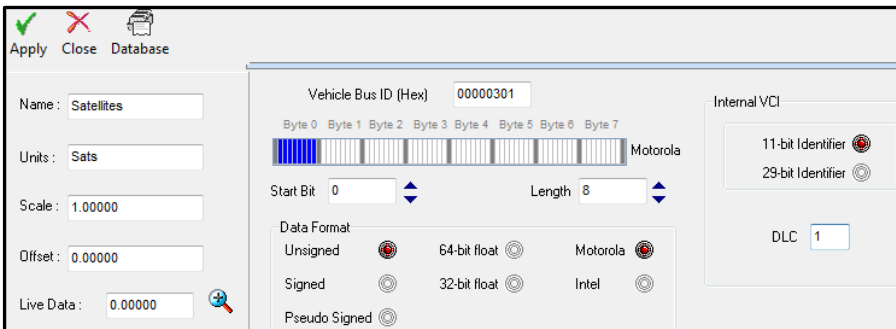 Apply Close Database
Name : Satellites
Units : Sats
Scale : 1.00000
Offset : 0.00000
Live Data : 0.00000
Vehicle Bus ID (Hex) 00000301
Byte 0 Byte 1 Byte 2 Byte 3 Byte 4 Byte 5 Byte 6 Byte 7
Motorola
Start Bit 0 Length 8
Data Format
Unsigned 64-bit float Motorola
Signed 32-bit float Intel
Pseudo Signed
Internal VCI
11-bit Identifier
29-bit Identifier
DLC 1